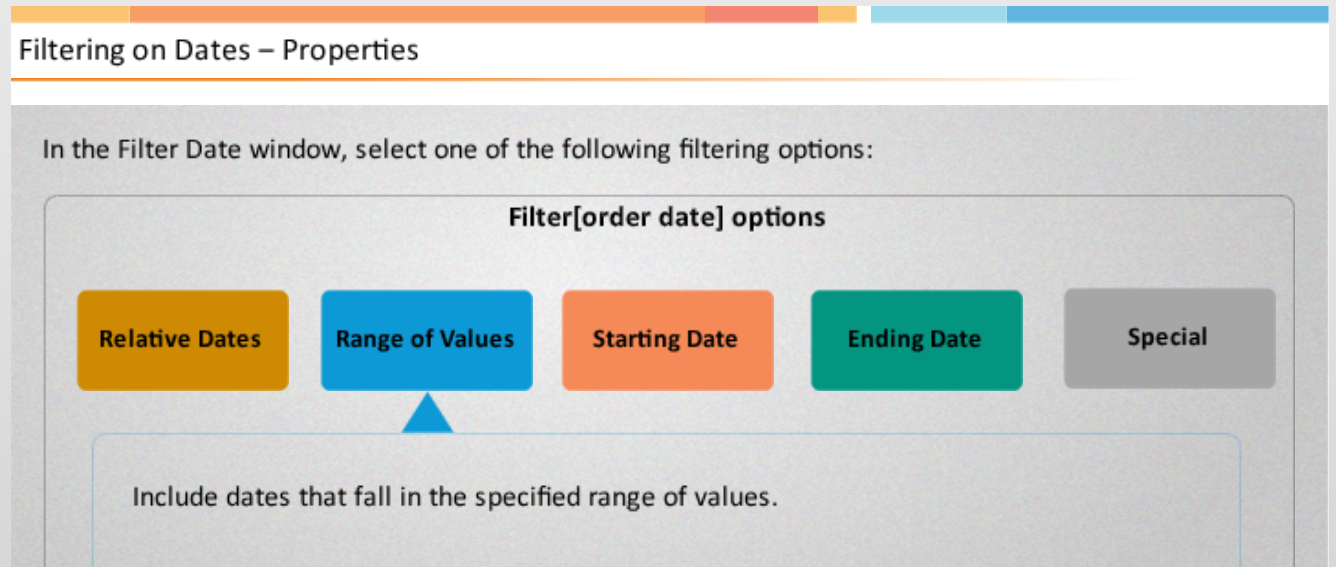 Filtering on Dates – Properties
In the Filter Date window, select one of the following filtering options:
Filter[order date] options
Relative Dates
Range of Values
Starting Date
Ending Date
Special
Include dates that fall in the specified range of values.